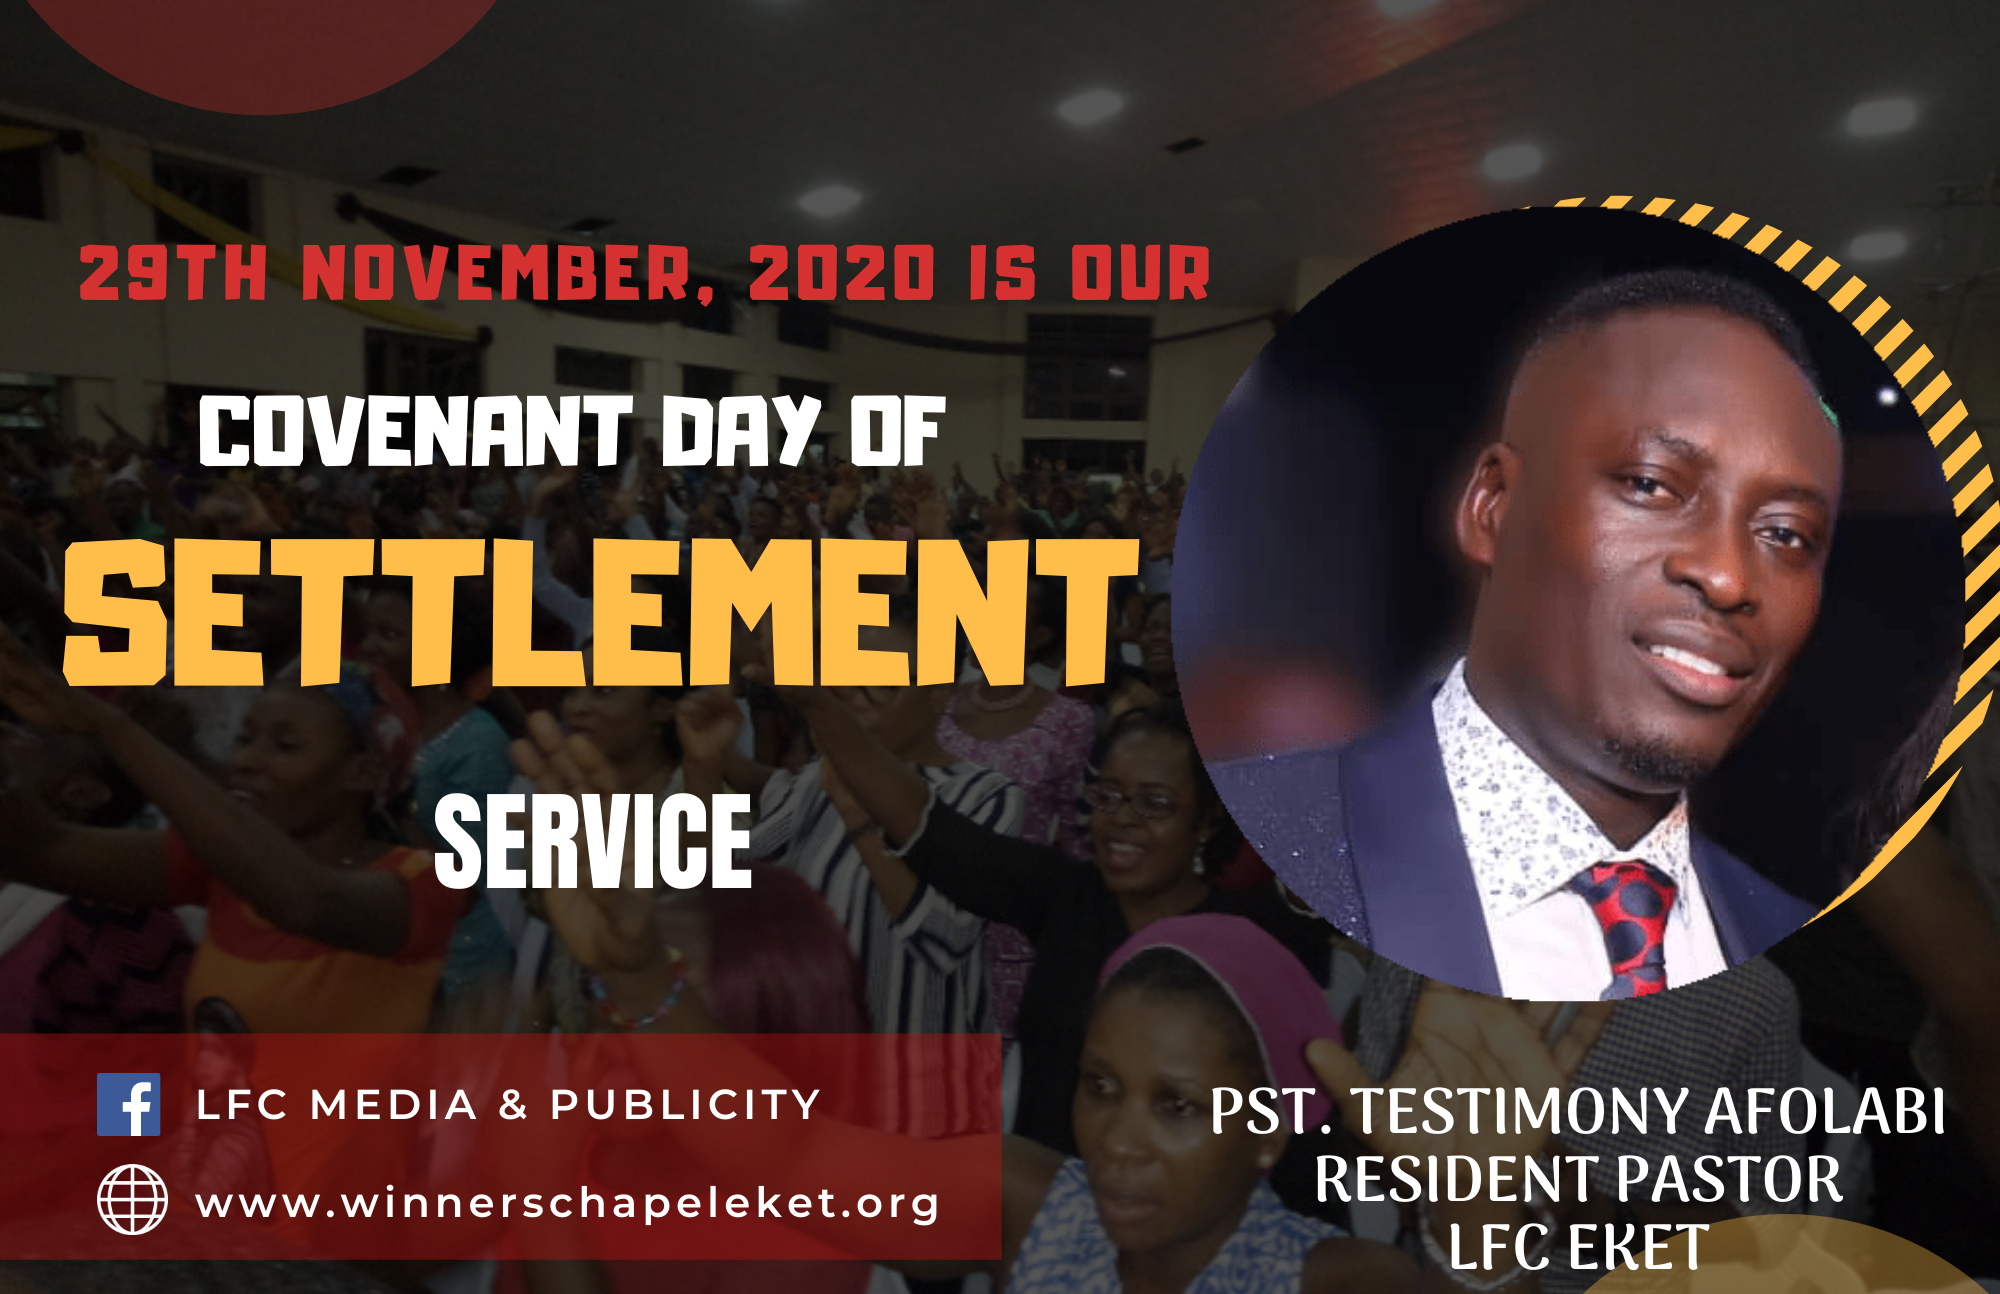 29TH NOVEMBER, 2020 IS OUR
COVENANT DAY OF
SETTLEMENT
SERVICE
LFC MEDIA & PUBLICITY
www.winnerschapeleket.org
PST. TESTIMONY AFOLABI
RESIDENT PASTOR
LFC EKET